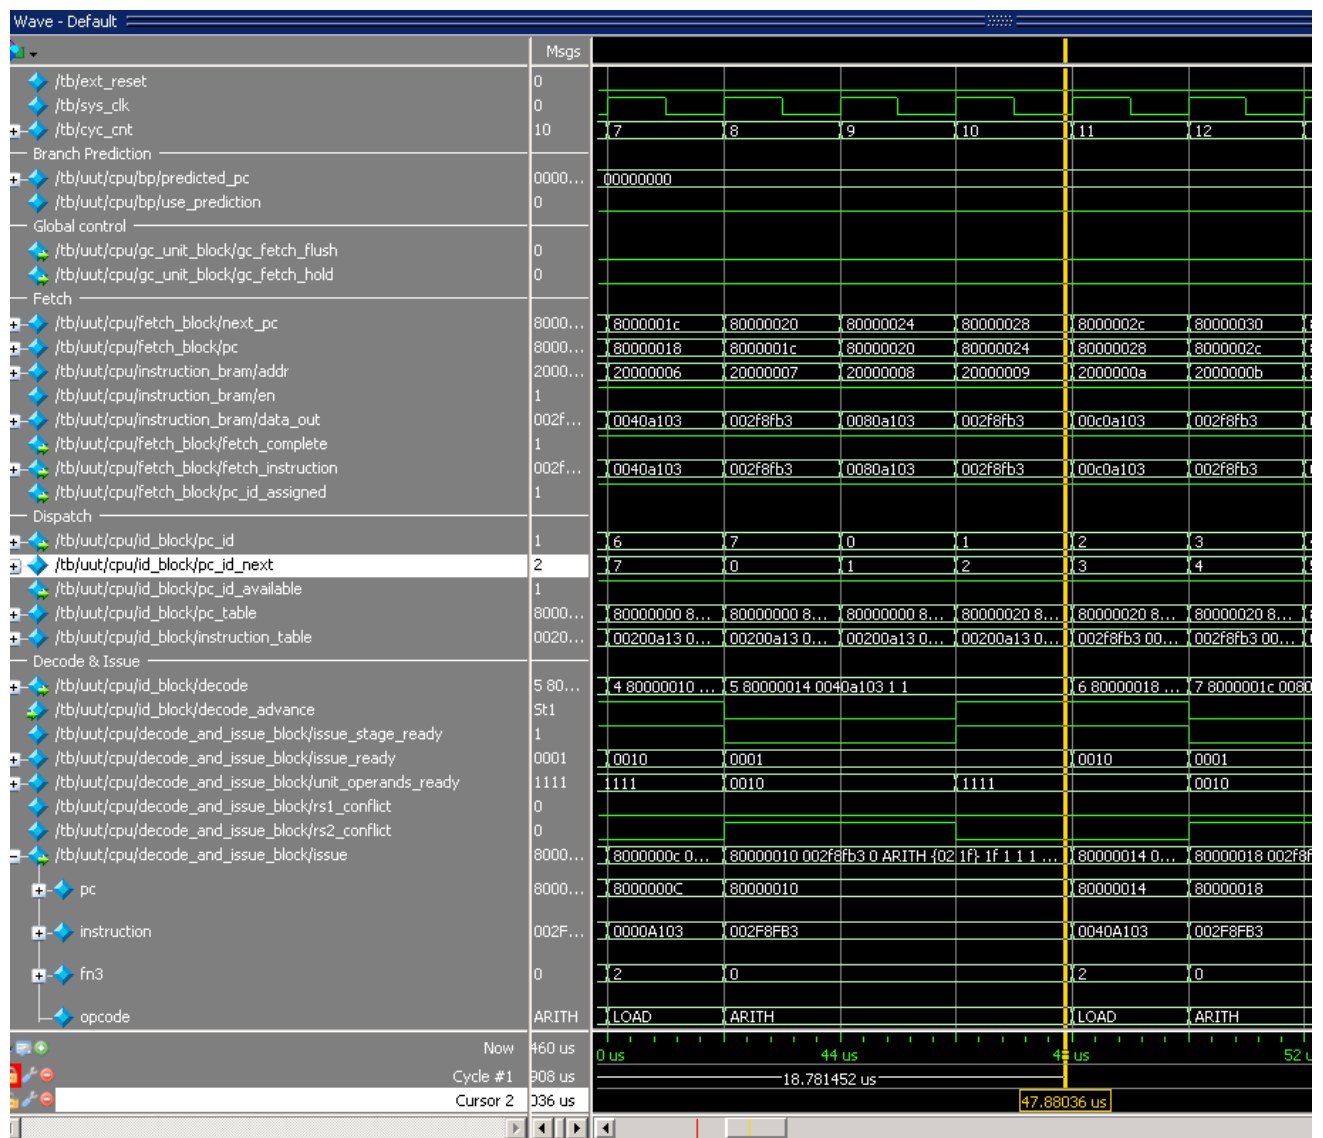 Wave - Default
Msgs
/tb/ext_reset 0
/tb/sys_clk 0
/tb/cyc_cnt 10 7 8 9 10 11 12
Branch Prediction
/tb/uut/cpu/bp/predicted_pc 0000... 00000000
/tb/uut/cpu/bp/use_prediction 0
Global control
/tb/uut/cpu/gc_unit_block/gc_fetch_flush 0
/tb/uut/cpu/gc_unit_block/gc_fetch_hold 0
Fetch
/tb/uut/cpu/fetch_block/next_pc 8000... 8000001c 80000020 80000024 80000028 8000002c 80000030
/tb/uut/cpu/fetch_block/pc 8000... 80000018 8000001c 80000020 80000024 80000028 8000002c
/tb/uut/cpu/instruction_bram/addr 2000... 20000006 20000007 20000008 20000009 2000000a 2000000b
/tb/uut/cpu/instruction_bram/en 1
/tb/uut/cpu/instruction_bram/data_out 002f... 0040a103 002f8fb3 0080a103 002f8fb3 00c0a103 002f8fb3
/tb/uut/cpu/fetch_block/fetch_complete 1
/tb/uut/cpu/fetch_block/fetch_instruction 002f... 0040a103 002f8fb3 0080a103 002f8fb3 00c0a103 002f8fb3
/tb/uut/cpu/fetch_block/pc_id_assigned 1
Dispatch
/tb/uut/cpu/id_block/pc_id 1 6 7 0 1 2 3
/tb/uut/cpu/id_block/pc_id_next 2 7 0 1 2 3 4
/tb/uut/cpu/id_block/pc_id_available 1
/tb/uut/cpu/id_block/pc_table 8000... 80000000 8... 80000000 8... 80000000 8... 80000020 8... 80000020 8... 80000020 8...
/tb/uut/cpu/id_block/instruction_table 0020... 00200a13 0... 00200a13 0... 00200a13 0... 00200a13 0... 002f8fb3 00... 002f8fb3 00...
Decode & Issue
/tb/uut/cpu/id_block/decode 5 80... 4 80000010 ... 5 80000014 0040a103 1 1 6 80000018 ... 7 8000001c 0080
/tb/uut/cpu/id_block/decode_advance St1
/tb/uut/cpu/decode_and_issue_block/issue_stage_ready 1
/tb/uut/cpu/decode_and_issue_block/issue_ready 0001 0010 0001 0010 0001
/tb/uut/cpu/decode_and_issue_block/unit_operands_ready 1111 1111 0010 1111 0010
/tb/uut/cpu/decode_and_issue_block/rs1_conflict 0
/tb/uut/cpu/decode_and_issue_block/rs2_conflict 0
/tb/uut/cpu/decode_and_issue_block/issue 8000... 8000000c 0... 80000010 002f8fb3 0 ARITH {02 1f} 1f 1 1 1 ... 80000014 0... 80000018 002f8f
pc 8000... 8000000C 80000010 80000014 80000018
instruction 002F... 0000A103 002F8FB3 0040A103 002F8FB3
fn3 0 2 0 2 0
opcode ARITH LOAD ARITH LOAD ARITH
Now 460 us 0 us 44 us us 52
Cycle #1 908 us 18.781452 us
Cursor 2 036 us 47.88036 us